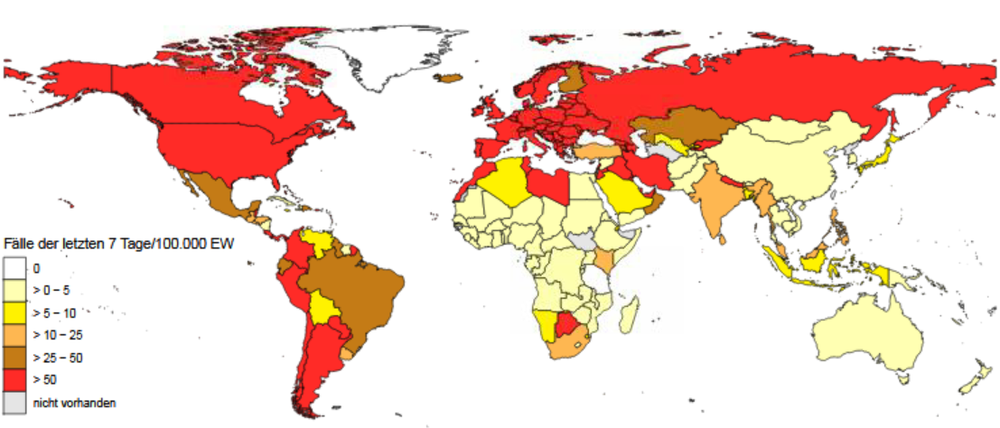 Fälle der letzten 7 Tage/100.000 EW
0
> 0 – 5
> 5 – 10
> 10 – 25
> 25 – 50
> 50
nicht vorhanden